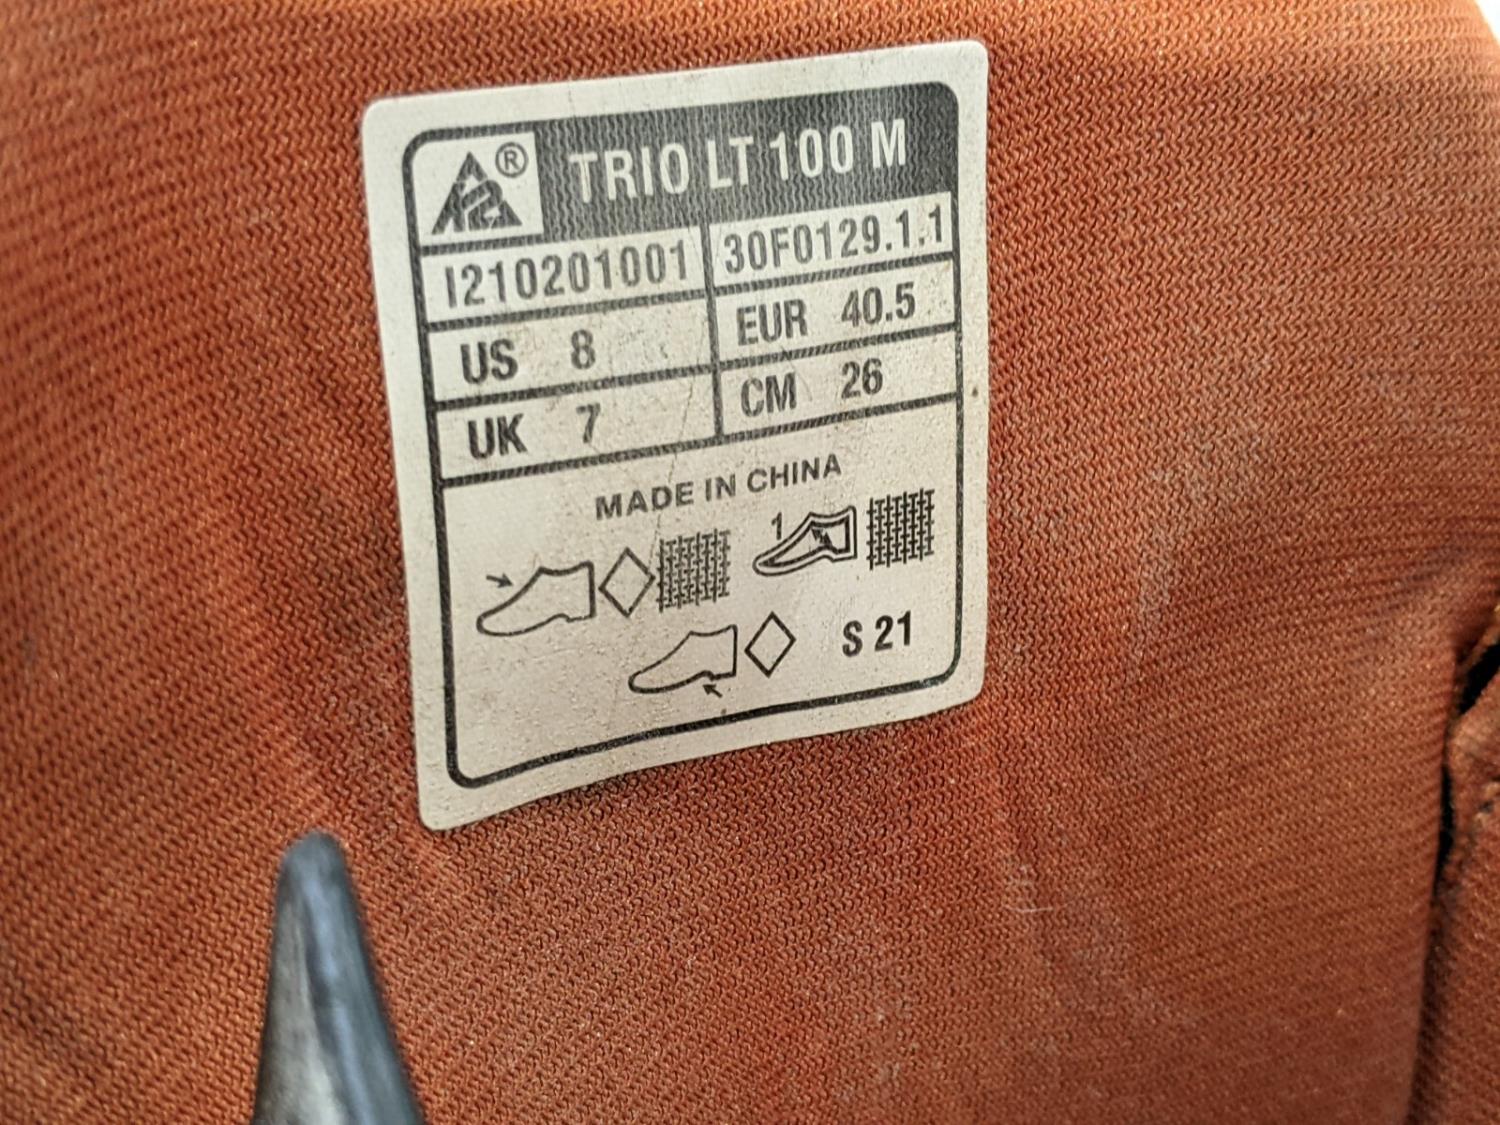 K2® TRIO LT 100 M
I210201001 30F0129.1.1
US 8 EUR 40.5
UK 7 CM 26
MADE IN CHINA
1
S 21